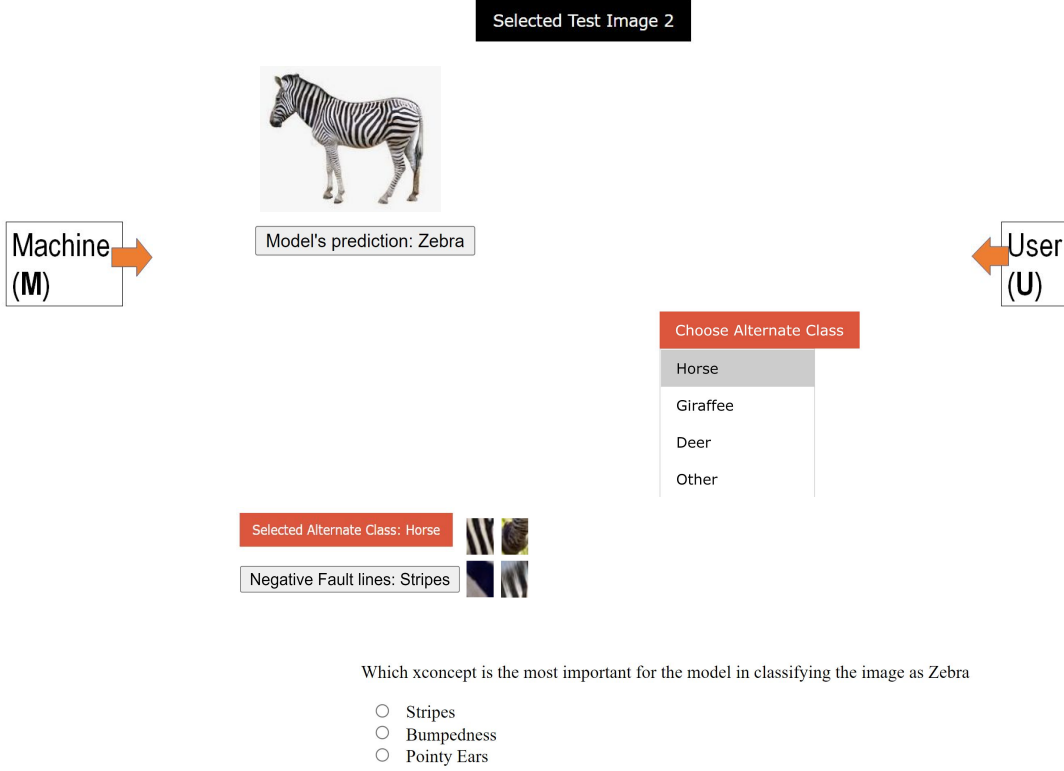 Selected Test Image 2
Model's prediction: Zebra
Machine
(M)
User
(U)
Choose Alternate Class
Horse
Giraffee
Deer
Other
Selected Alternate Class: Horse
Negative Fault lines: Stripes
Which xconcept is the most important for the model in classifying the image as Zebra
Stripes
Bumpedness
Pointy Ears